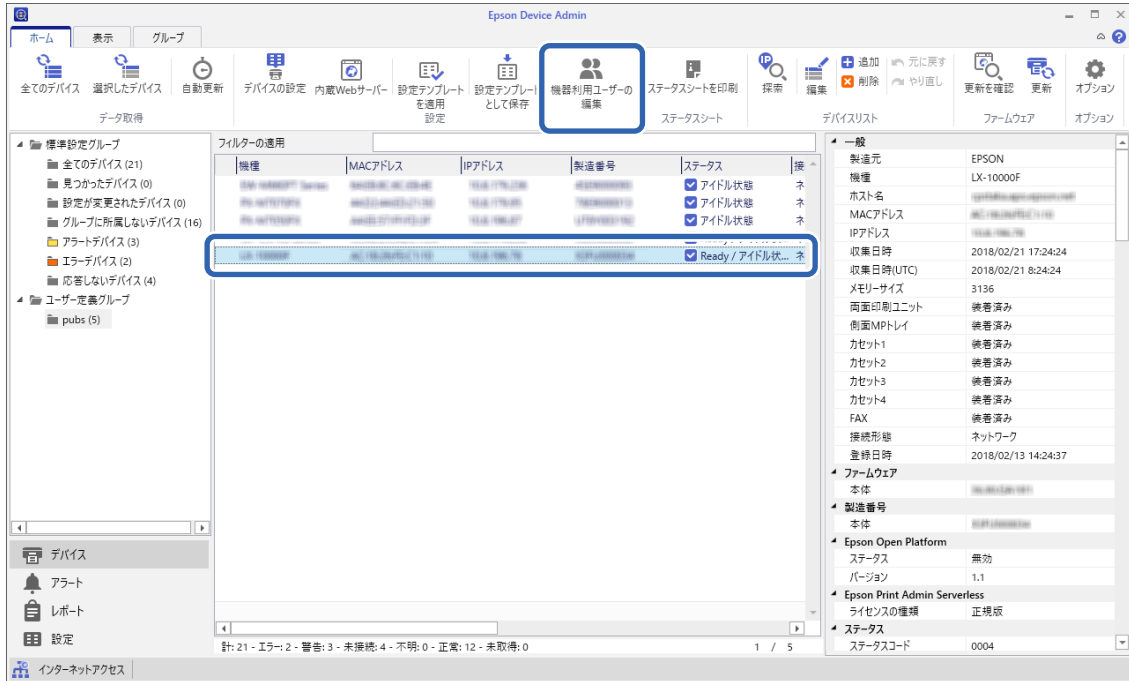 Epson Device Admin
ホーム 表示 グループ
全てのデバイス 選択したデバイス 自動更新
データ取得
デバイスの設定 内蔵Webサーバー 設定テンプレートを適用 設定テンプレートとして保存 機器利用ユーザーの編集
設定
ステータスシートを印刷
ステータスシート
探索 編集 追加 元に戻す
削除 やり直し
デバイスリスト
更新を確認 更新
ファームウェア
オプション
オプション
標準設定グループ
全てのデバイス (21)
見つかったデバイス (0)
設定が変更されたデバイス (0)
グループに所属しないデバイス (16)
アラートデバイス (3)
エラーデバイス (2)
応答しないデバイス (4)
ユーザー定義グループ
pubs (5)
デバイス
アラート
レポート
設定
インターネットアクセス
フィルターの適用
機種 MACアドレス IPアドレス 製造番号 ステータス 接
アイドル状態 ネ
アイドル状態 ネ
アイドル状態 ネ
Ready / アイドル状... ネ
計: 21 - エラー: 2 - 警告: 3 - 未接続: 4 - 不明: 0 - 正常: 12 - 未取得: 0
1 / 5
一般
製造元 EPSON
機種 LX-10000F
ホスト名
MACアドレス
IPアドレス
収集日時 2018/02/21 17:24:24
収集日時(UTC) 2018/02/21 8:24:24
メモリーサイズ 3136
両面印刷ユニット 装着済み
側面MPトレイ 装着済み
カセット1 装着済み
カセット2 装着済み
カセット3 装着済み
カセット4 装着済み
FAX 装着済み
接続形態 ネットワーク
登録日時 2018/02/13 14:24:37
ファームウェア
本体
製造番号
本体
Epson Open Platform
ステータス 無効
バージョン 1.1
Epson Print Admin Serverless
ライセンスの種類 正規版
ステータス
ステータスコード 0004